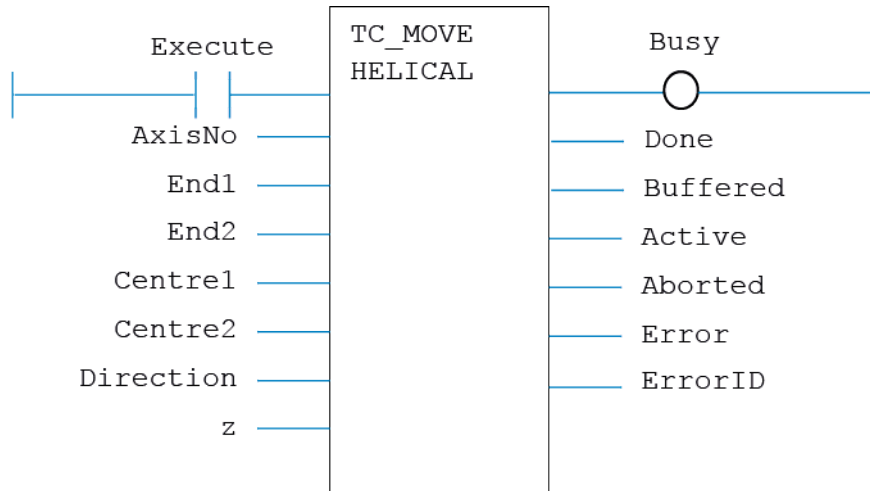 Execute
TC_MOVE
HELICAL
Busy
AxisNo
Done
End1
Buffered
End2
Active
Centre1
Aborted
Centre2
Error
Direction
ErrorID
z